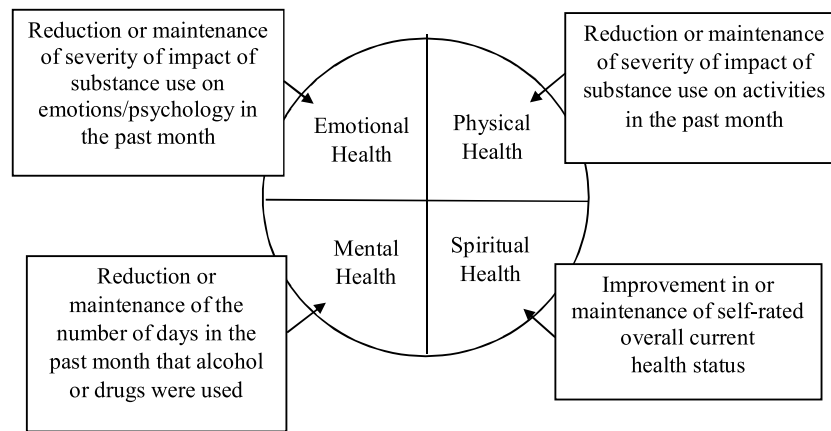 Reduction or maintenance
of severity of impact of
substance use on
emotions/psychology in
the past month
Reduction or maintenance
of severity of impact of
substance use on activities
in the past month
Emotional
Health
Physical
Health
Mental
Health
Spiritual
Health
Reduction or
maintenance of the
number of days in the
past month that alcohol
or drugs were used
Improvement in or
maintenance of self-rated
overall current
health status